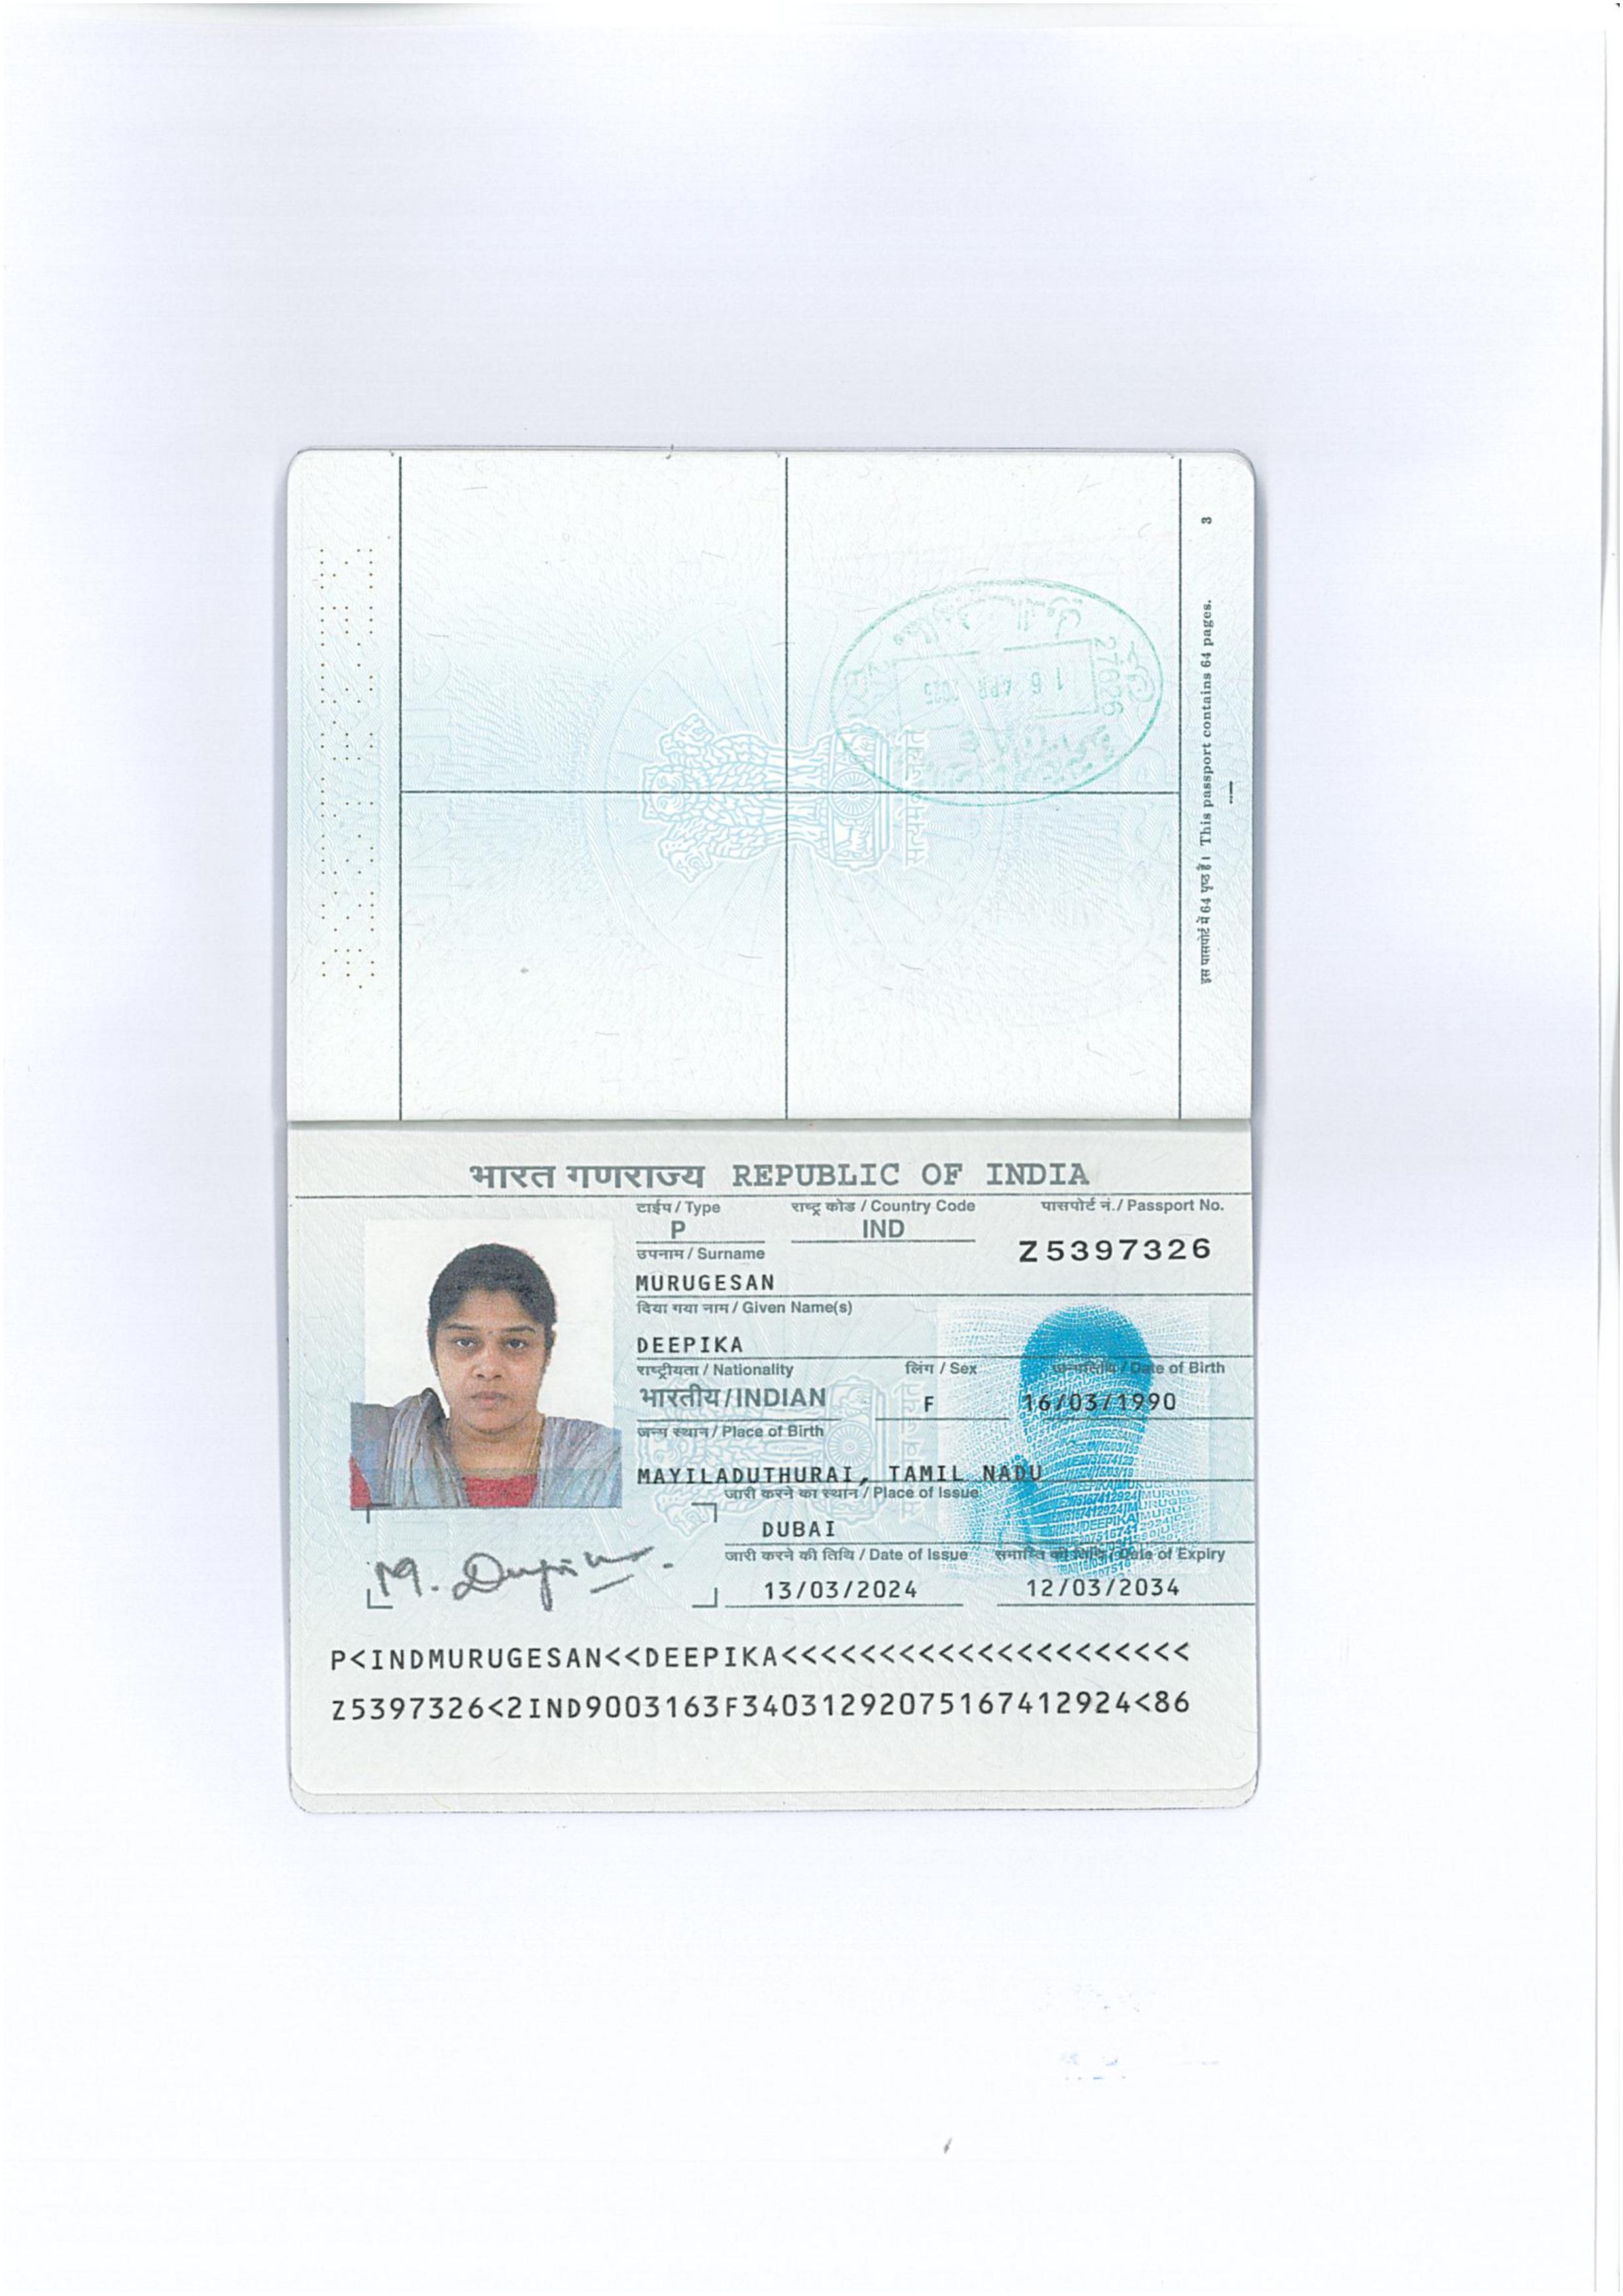 3
इस पासपोर्ट में 64 पृष्ठ हैं। This passport contains 64 pages.
27626
16 APR 2025
सत्यमेव जयते
भारत गणराज्य REPUBLIC OF INDIA
टाईप / Type राष्ट्र कोड / Country Code पासपोर्ट नं. / Passport No.
P IND Z5397326
उपनाम / Surname
MURUGESAN
दिया गया नाम / Given Name(s)
DEEPIKA
राष्ट्रीयता / Nationality लिंग / Sex जन्मतिथि / Date of Birth
भारतीय / INDIAN F 16/03/1990
जन्म स्थान / Place of Birth
MAYILADUTHURAI, TAMIL NADU
जारी करने का स्थान / Place of Issue
DUBAI
जारी करने की तिथि / Date of Issue समाप्ति की तिथि / Date of Expiry
13/03/2024 12/03/2034
M. Deepika.
P<INDMURUGESAN<<DEEPIKA<<<<<<<<<<<<<<<<<<<<<
Z5397326<2IND9003163F34031292075167412924<86